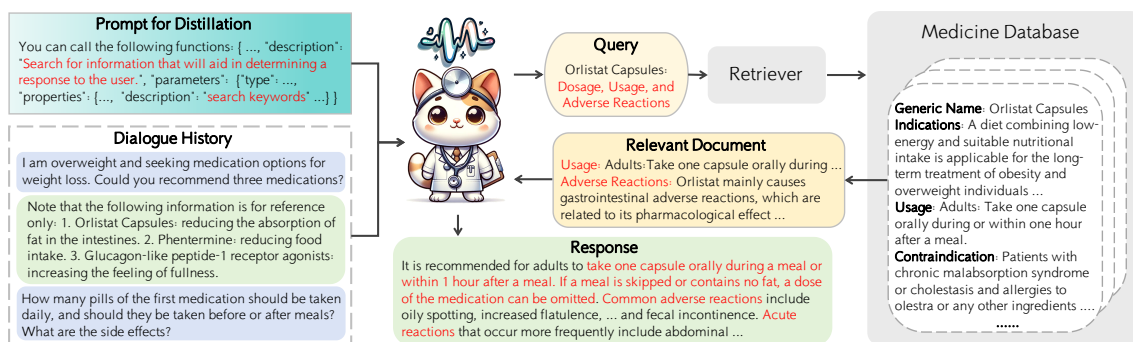 Prompt for Distillation
You can call the following functions: { ..., "description":
"Search for information that will aid in determining a
response to the user.", "parameters": {"type": ...,
"properties": {..., "description": "search keywords" ...} }
Dialogue History
I am overweight and seeking medication options for
weight loss. Could you recommend three medications?
Note that the following information is for reference
only: 1. Orlistat Capsules: reducing the absorption of
fat in the intestines. 2. Phentermine: reducing food
intake. 3. Glucagon-like peptide-1 receptor agonists:
increasing the feeling of fullness.
How many pills of the first medication should be taken
daily, and should they be taken before or after meals?
What are the side effects?
Query
Orlistat Capsules:
Dosage, Usage, and
Adverse Reactions
Retriever
Relevant Document
Usage: Adults:Take one capsule orally during ...
Adverse Reactions: Orlistat mainly causes
gastrointestinal adverse reactions, which are
related to its pharmacological effect ...
Response
It is recommended for adults to take one capsule orally during a meal or
within 1 hour after a meal. If a meal is skipped or contains no fat, a
dose of the medication can be omitted. Common adverse reactions include
oily spotting, increased flatulence, ... and fecal incontinence. Acute
reactions that occur more frequently include abdominal ...
Medicine Database
Generic Name: Orlistat Capsules
Indications: A diet combining low-
energy and suitable nutritional
intake is applicable for the long-
term treatment of obesity and
overweight individuals ...
Usage: Adults: Take one capsule
orally during or within one hour
after a meal.
Contraindication: Patients with
chronic malabsorption syndrome
or cholestasis and allergies to
olestra or any other ingredients ....
......